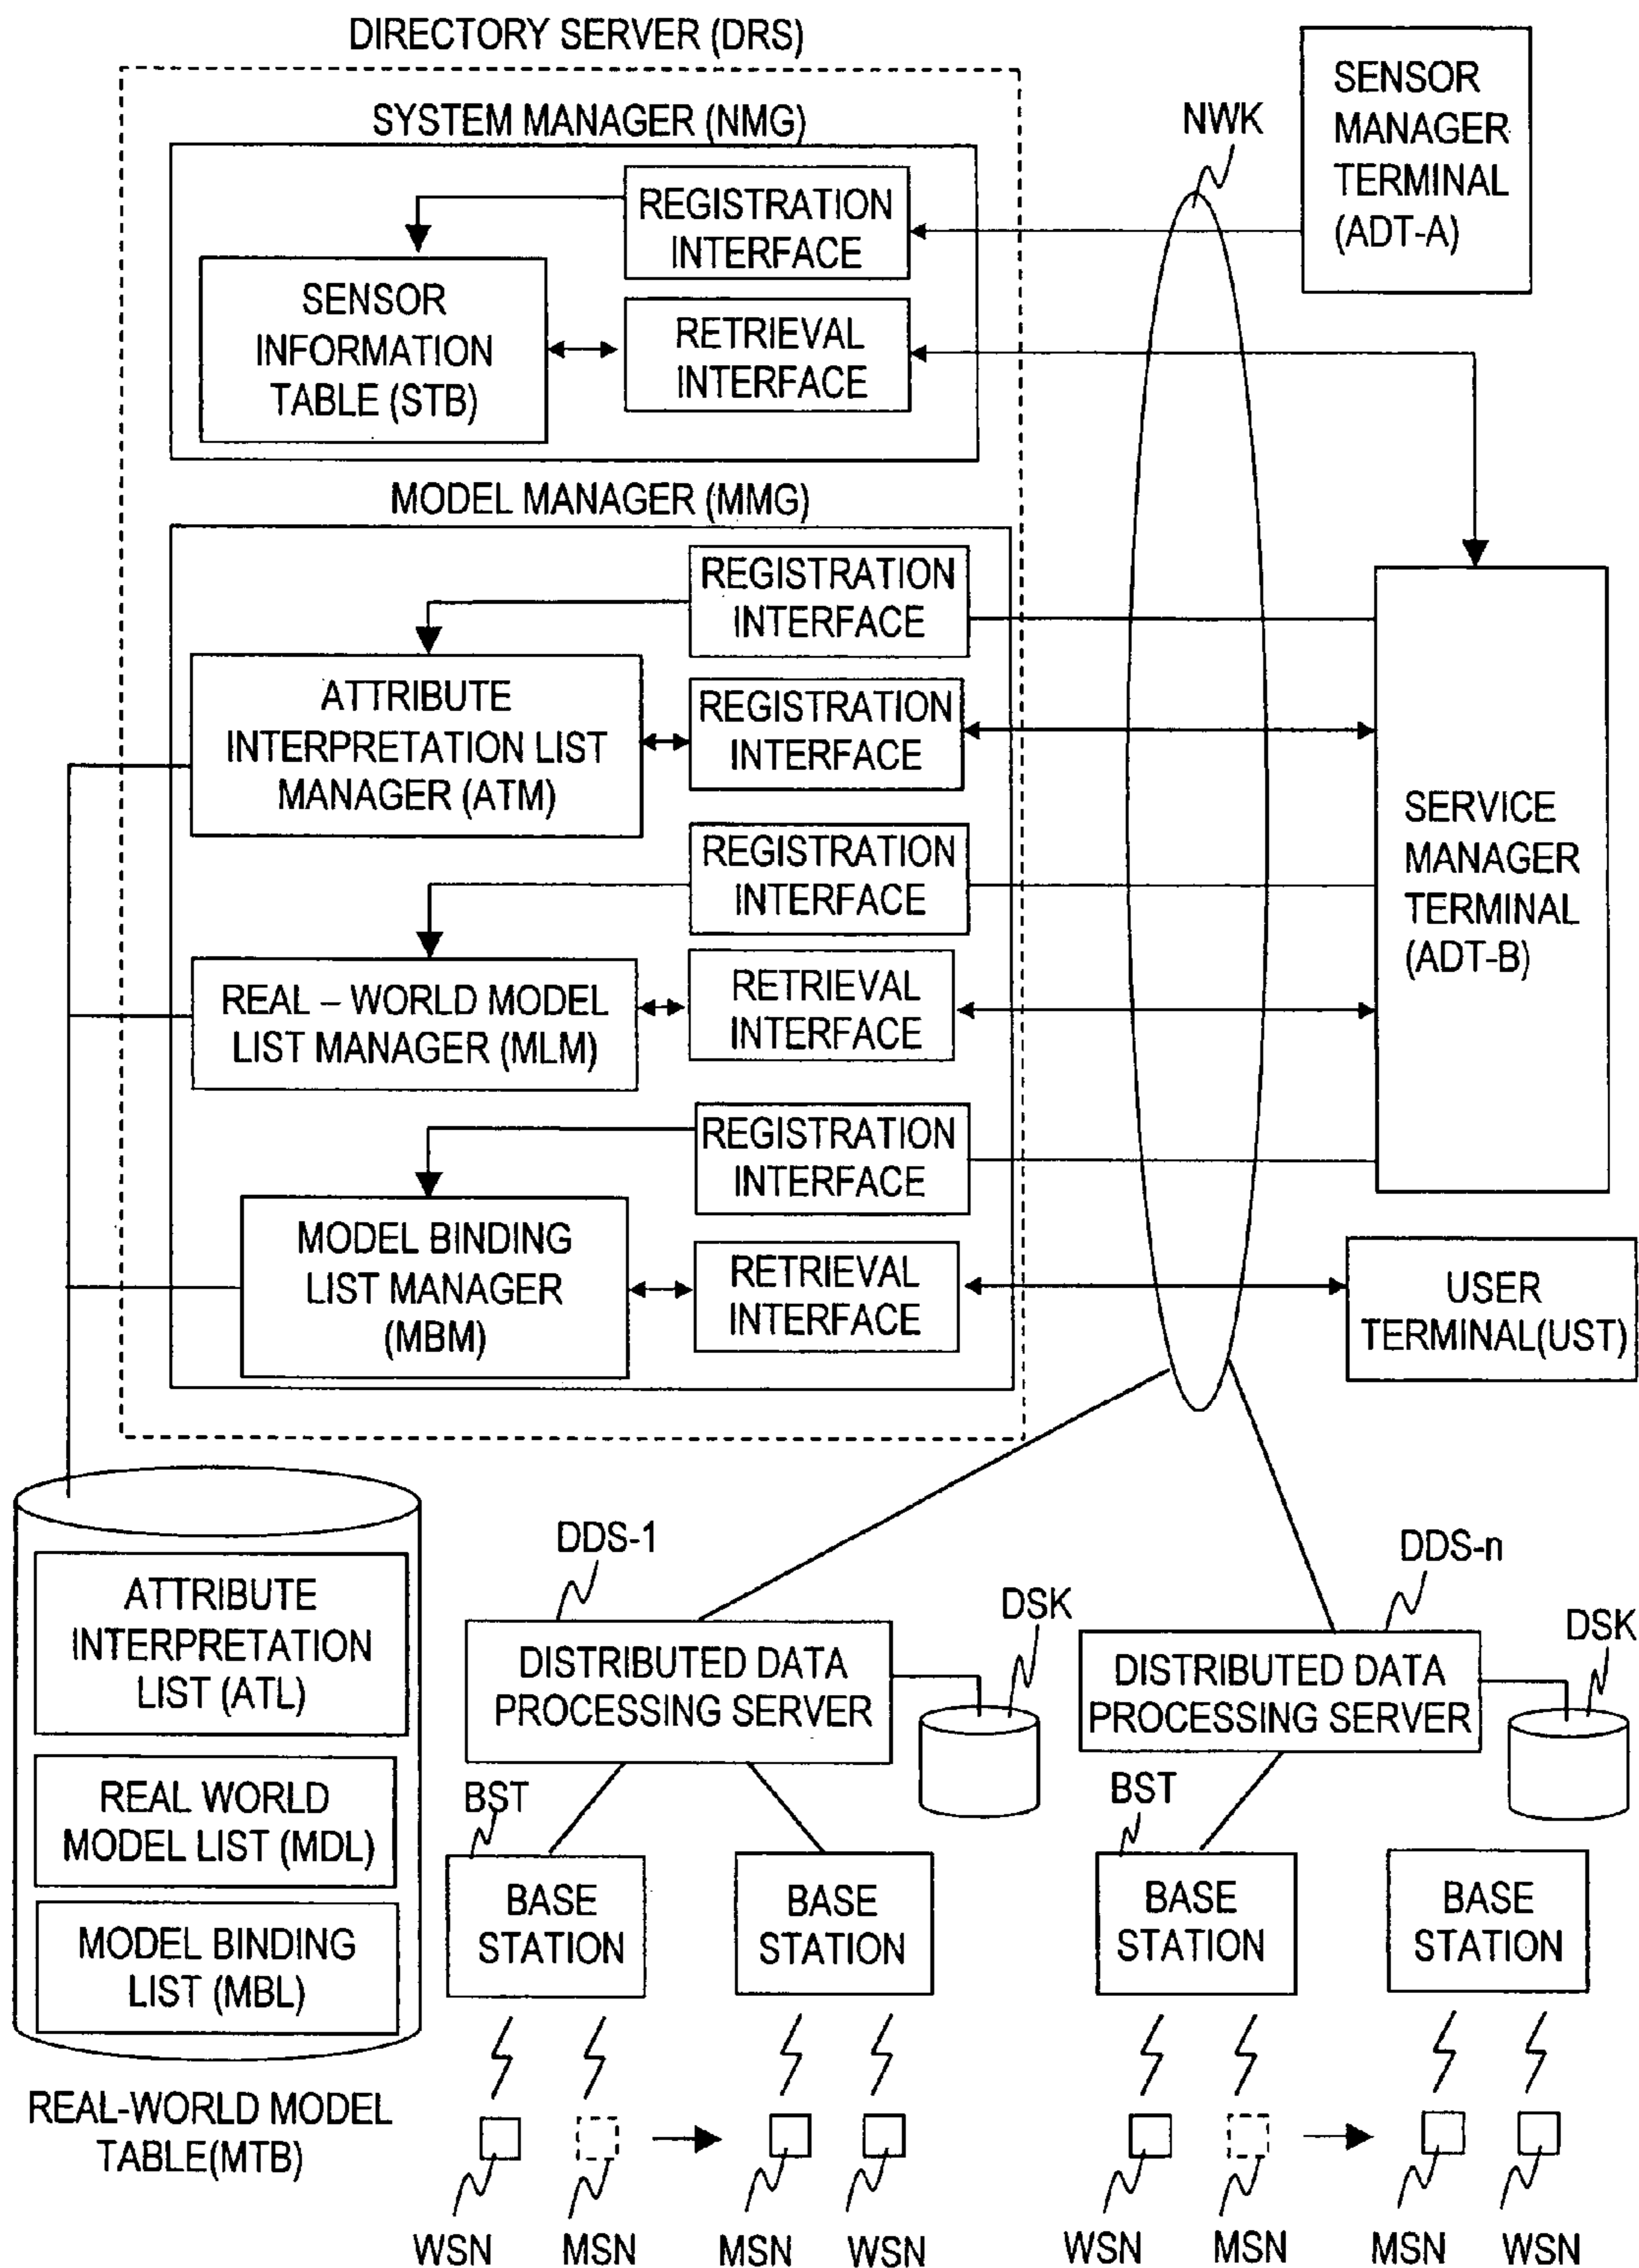 DIRECTORY SERVER (DRS)
SYSTEM MANAGER (NMG)
REGISTRATION
INTERFACE
SENSOR
INFORMATION
TABLE (STB)
RETRIEVAL
INTERFACE
NWK
SENSOR
MANAGER
TERMINAL
(ADT-A)
MODEL MANAGER (MMG)
REGISTRATION
INTERFACE
ATTRIBUTE
INTERPRETATION LIST
MANAGER (ATM)
REGISTRATION
INTERFACE
REGISTRATION
INTERFACE
REAL – WORLD MODEL
LIST MANAGER (MLM)
RETRIEVAL
INTERFACE
REGISTRATION
INTERFACE
MODEL BINDING
LIST MANAGER
(MBM)
RETRIEVAL
INTERFACE
SERVICE
MANAGER
TERMINAL
(ADT-B)
USER
TERMINAL(UST)
ATTRIBUTE
INTERPRETATION
LIST (ATL)
REAL WORLD
MODEL LIST (MDL)
MODEL BINDING
LIST (MBL)
REAL-WORLD MODEL
TABLE(MTB)
DDS-1
DISTRIBUTED DATA
PROCESSING SERVER
DSK
DDS-n
DISTRIBUTED DATA
PROCESSING SERVER
DSK
BST
BASE
STATION
BASE
STATION
BST
BASE
STATION
BASE
STATION
WSN
MSN
MSN
WSN
WSN
MSN
MSN
WSN